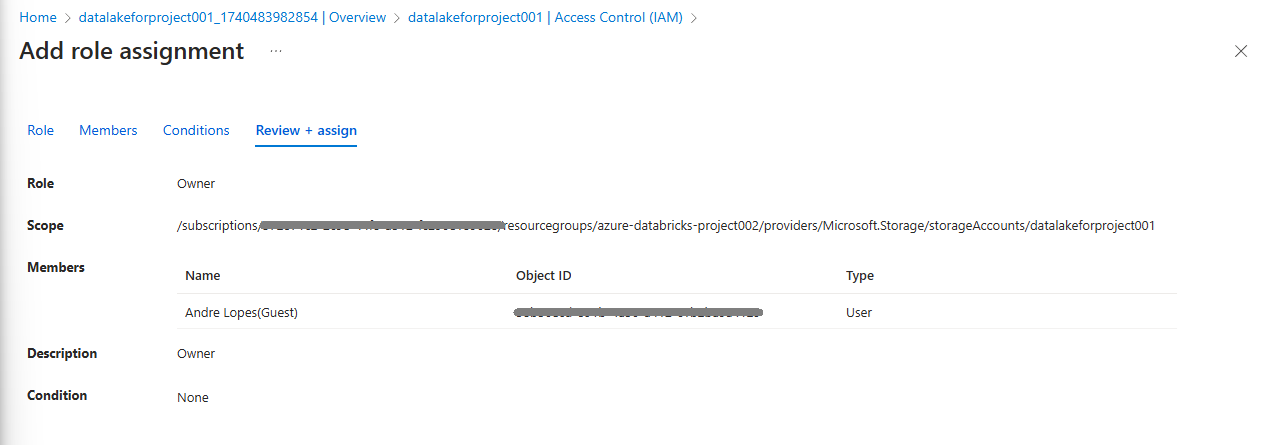 Home > datalakeforproject001_1740483982854 | Overview > datalakeforproject001 | Access Control (IAM) >
Add role assignment ...
Role Members Conditions Review + assign
Role Owner
Scope /subscriptions/ /resourcegroups/azure-databricks-project002/providers/Microsoft.Storage/storageAccounts/datalakeforproject001
Members Name Object ID Type
Andre Lopes(Guest) User
Description Owner
Condition None